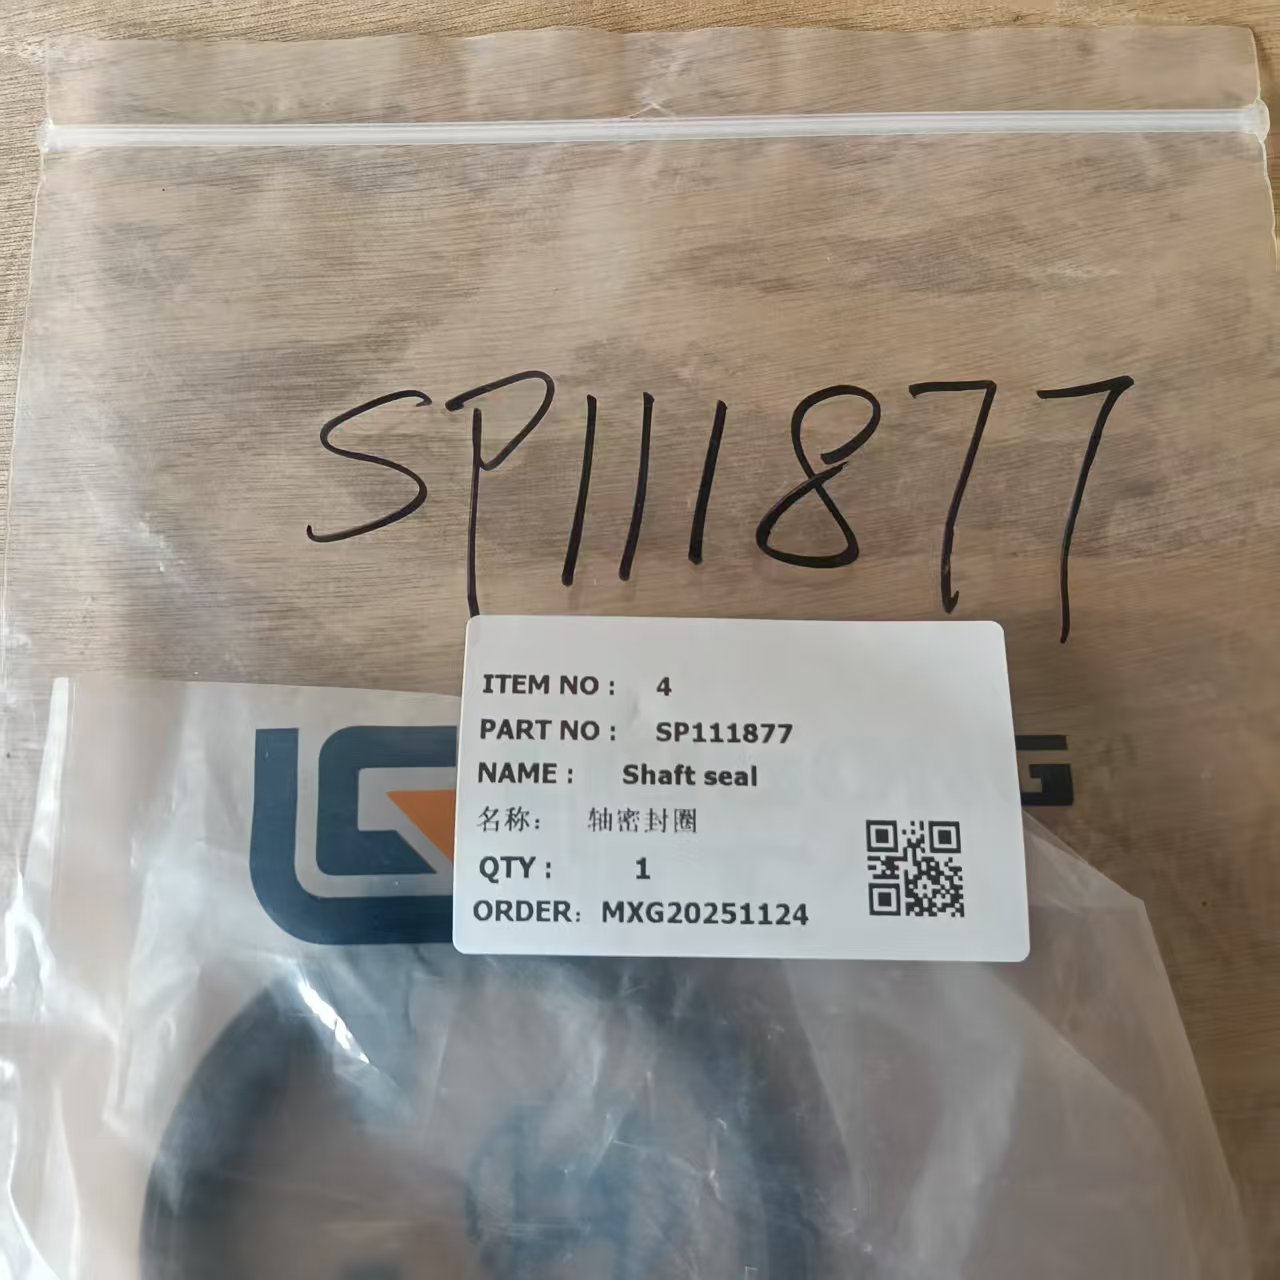 SP111877
ITEM NO : 4
PART NO : SP111877
NAME : Shaft seal
名称： 轴密封圈
QTY : 1
ORDER： MXG20251124